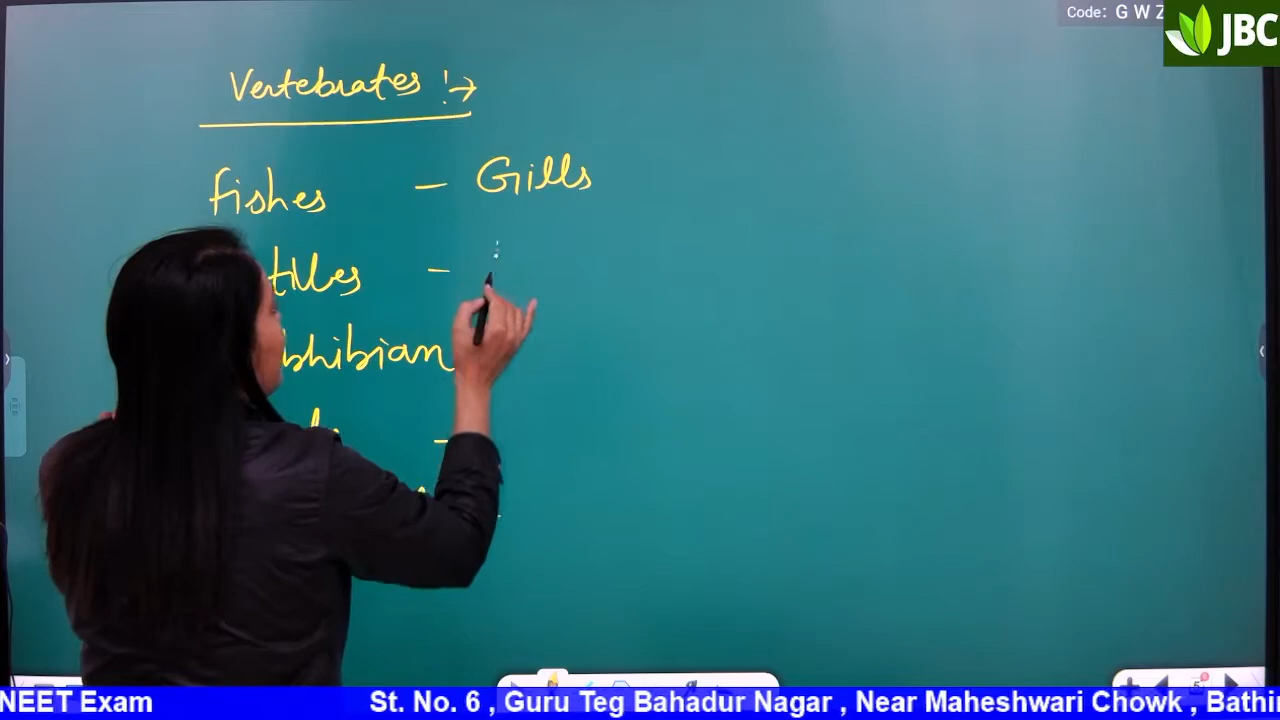 Code: G W Z
JBC
Vertebrates :→
fishes - Gills
tiles -
bhibian
-
NEET Exam St. No. 6 , Guru Teg Bahadur Nagar , Near Maheshwari Chowk , Bathi